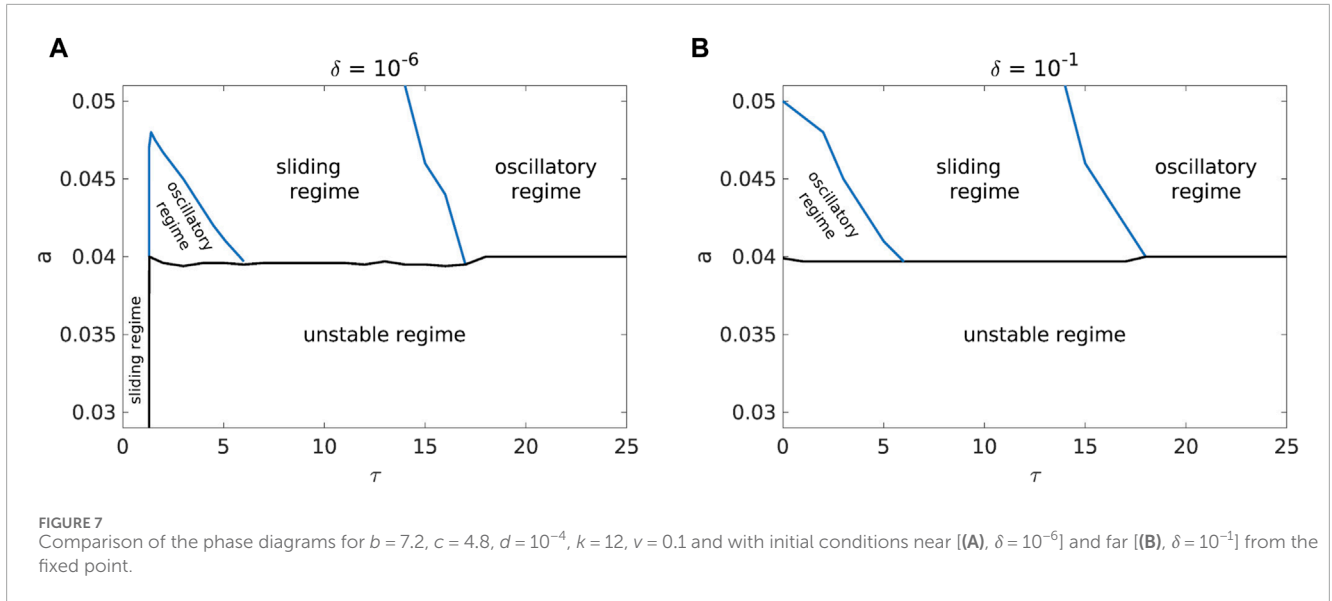 A
δ = 10⁻⁶
a
0.05
0.045
0.04
0.035
0.03
0 5 10 15 20 25
τ
sliding
regime
oscillatory
regime
oscillatory
regime
sliding regime
unstable regime
B
δ = 10⁻¹
a
0.05
0.045
0.04
0.035
0.03
0 5 10 15 20 25
τ
oscillatory
regime
sliding
regime
oscillatory
regime
unstable regime
FIGURE 7
Comparison of the phase diagrams for b = 7.2, c = 4.8, d = 10⁻⁴, k = 12, v = 0.1 and with initial conditions near [(A), δ = 10⁻⁶] and far [(B), δ = 10⁻¹] from the
fixed point.